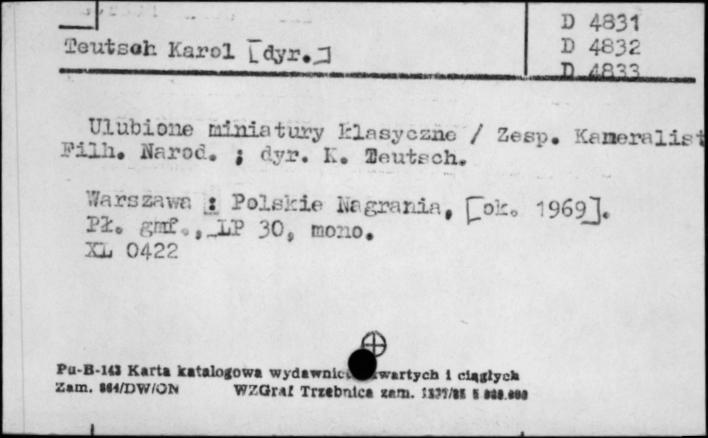 D 4831
Teutsch Karol [dyr.]
D 4832
D 4833
Ulubione miniatury klasyczne / Zesp. Kameralist
Filh. Narod. ; dyr. K. Teutsch.
Warszawa : Polskie Nagrania, [ok. 1969].
Pł. gmf., LP 30, mono.
XL 0422
Pu-B-143 Karta katalogowa wydawnic wartych i ciągłych
Zam. 864/DW/ON WZGraf Trzebnica zam.